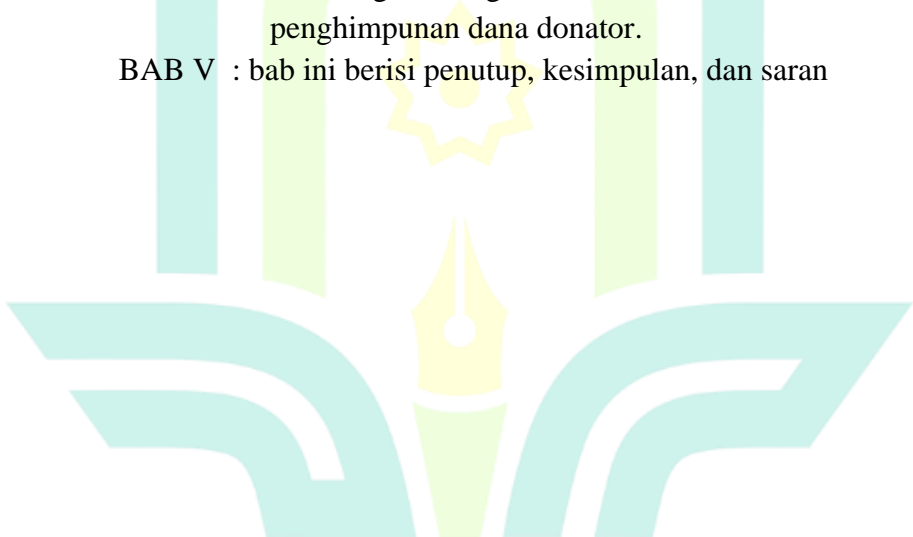 penghimpunan dana donator.
BAB V : bab ini berisi penutup, kesimpulan, dan saran